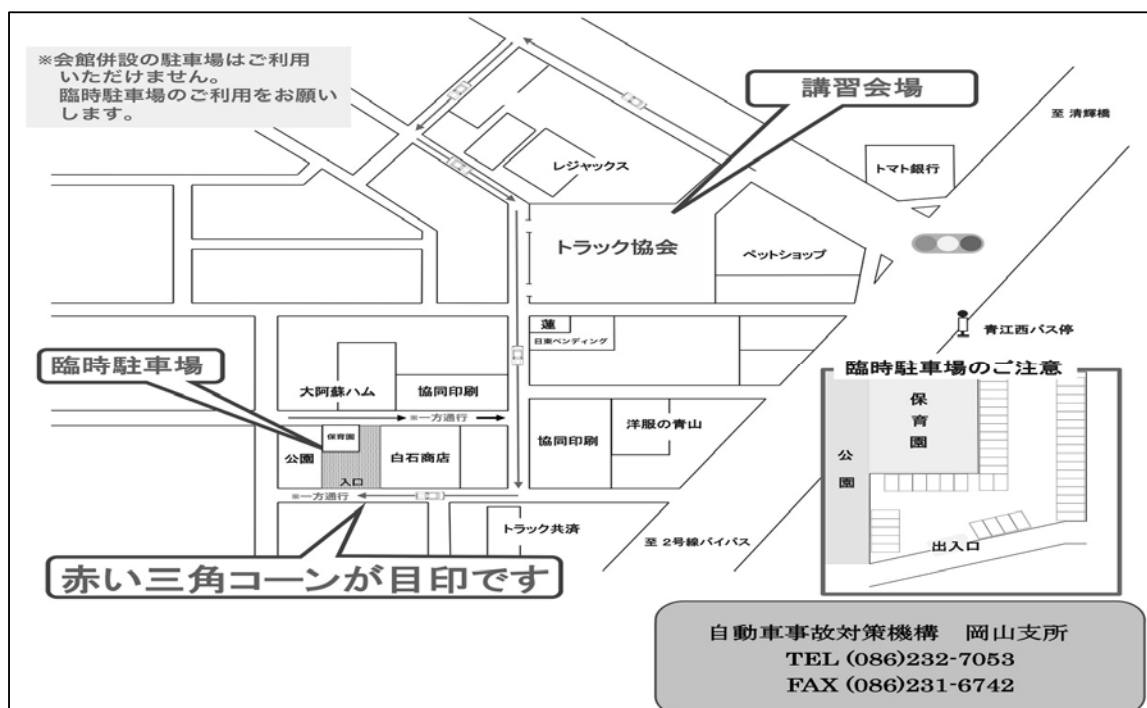 ※会館併設の駐車場はご利用
いただけません。
臨時駐車場のご利用をお願い
します。
講習会場
至 清輝橋
トマト銀行
レジャックス
トラック協会
ペットショップ
青江西バス停
蓮
日東ベンディング
臨時駐車場
大阿蘇ハム
協同印刷
※一方通行
公園
保育園
入口
白石商店
協同印刷
洋服の青山
※一方通行
トラック共済
至 2号線バイパス
赤い三角コーンが目印です
臨時駐車場のご注意
保育園
公園
出入口
自動車事故対策機構 岡山支所
TEL (086)232-7053
FAX (086)231-6742